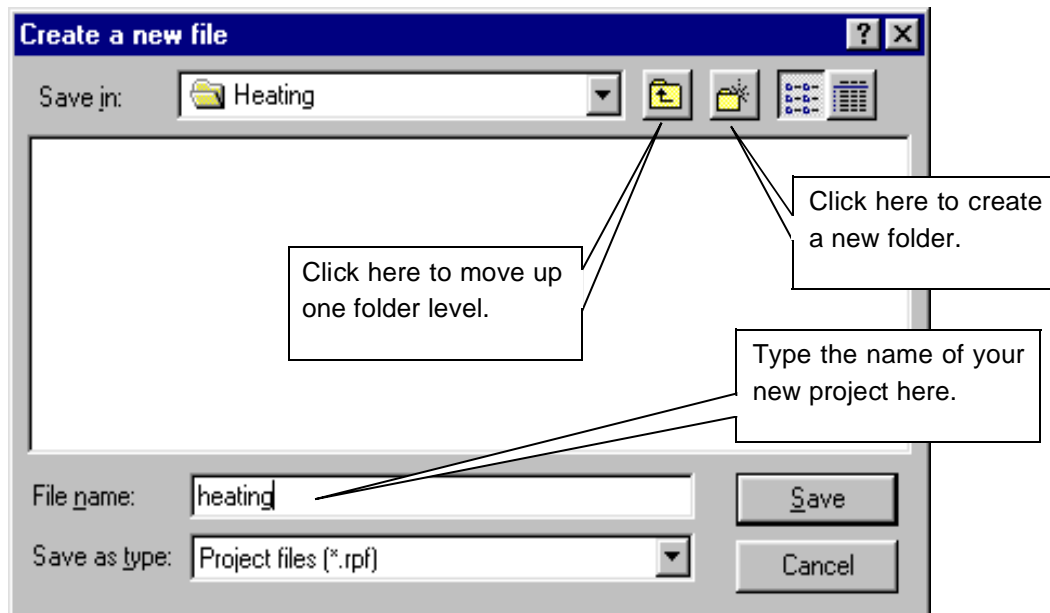 Create a new file
Save in:
Heating
Click here to create
a new folder.
Click here to move up
one folder level.
Type the name of your
new project here.
File name:
heating
Save
Save as type:
Project files (*.rpf)
Cancel